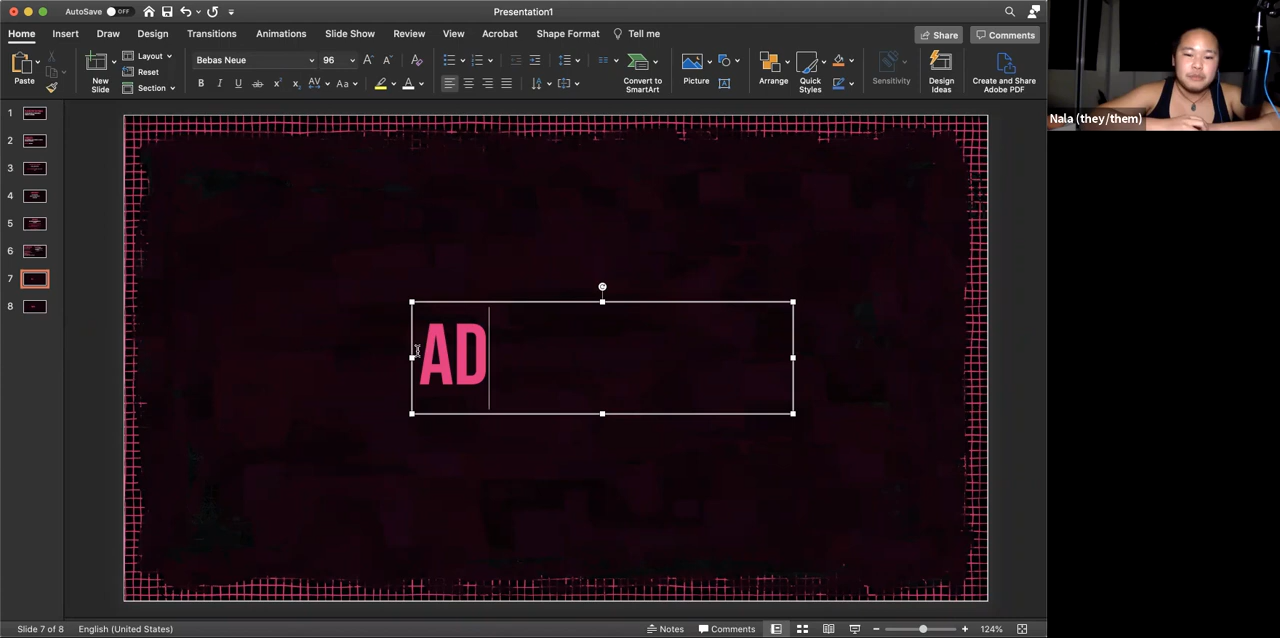 AutoSave OFF
Presentation1
Home Insert Draw Design Transitions Animations Slide Show Review View Acrobat Shape Format Tell me
Share Comments
Paste
New Slide
Layout
Reset
Section
Bebas Neue 96
Convert to SmartArt
Picture
Arrange
Quick Styles
Sensitivity
Design Ideas
Create and Share Adobe PDF
1
2
3
4
5
6
7
8
AD
Nala (they/them)
Slide 7 of 8 English (United States) Notes Comments 124%